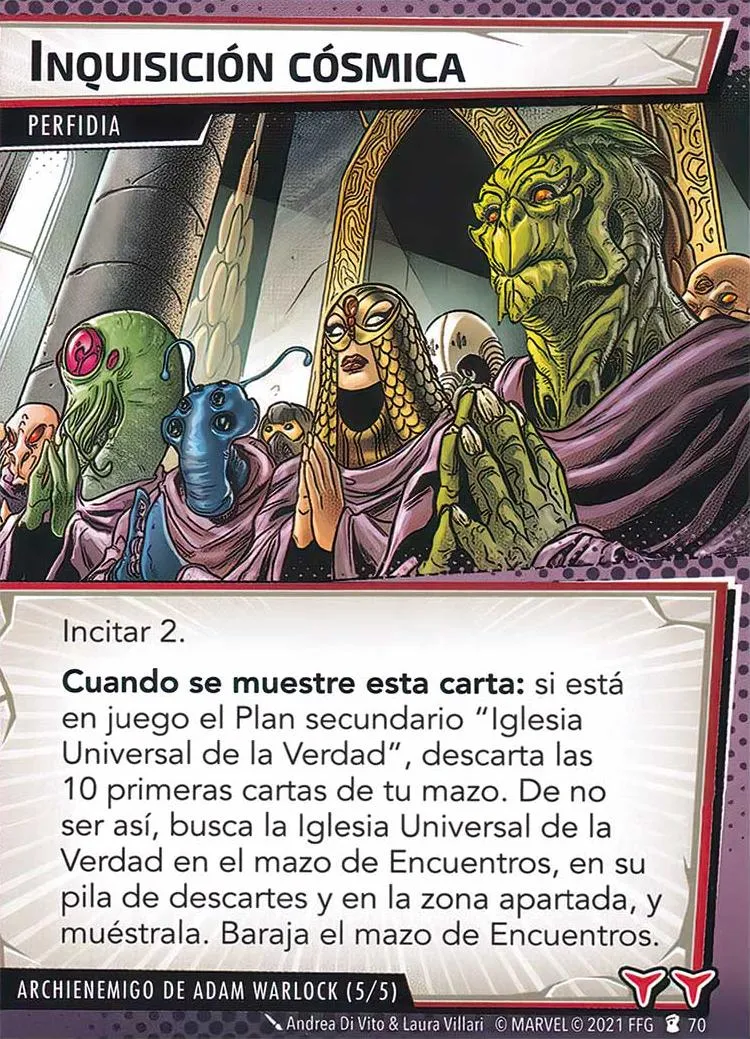 INQUISICIÓN CÓSMICA
PERFIDIA
Incitar 2.
Cuando se muestre esta carta: si está
en juego el Plan secundario “Iglesia
Universal de la Verdad”, descarta las
10 primeras cartas de tu mazo. De no
ser así, busca la Iglesia Universal de la
Verdad en el mazo de Encuentros, en su
pila de descartes y en la zona apartada, y
muéstrala. Baraja el mazo de Encuentros.
ARCHIENEMIGO DE ADAM WARLOCK (5/5)
Andrea Di Vito & Laura Villari © MARVEL © 2021 FFG 70